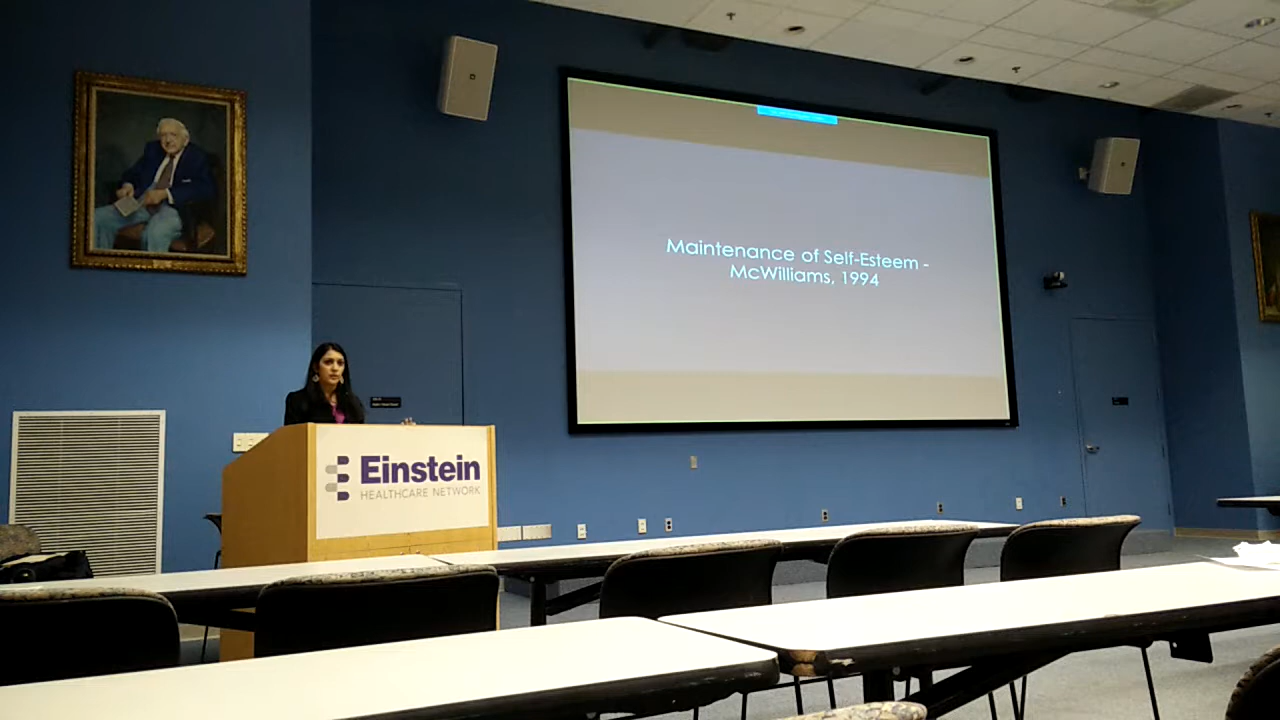 Maintenance of Self-Esteem -
McWilliams, 1994
Einstein
HEALTHCARE NETWORK